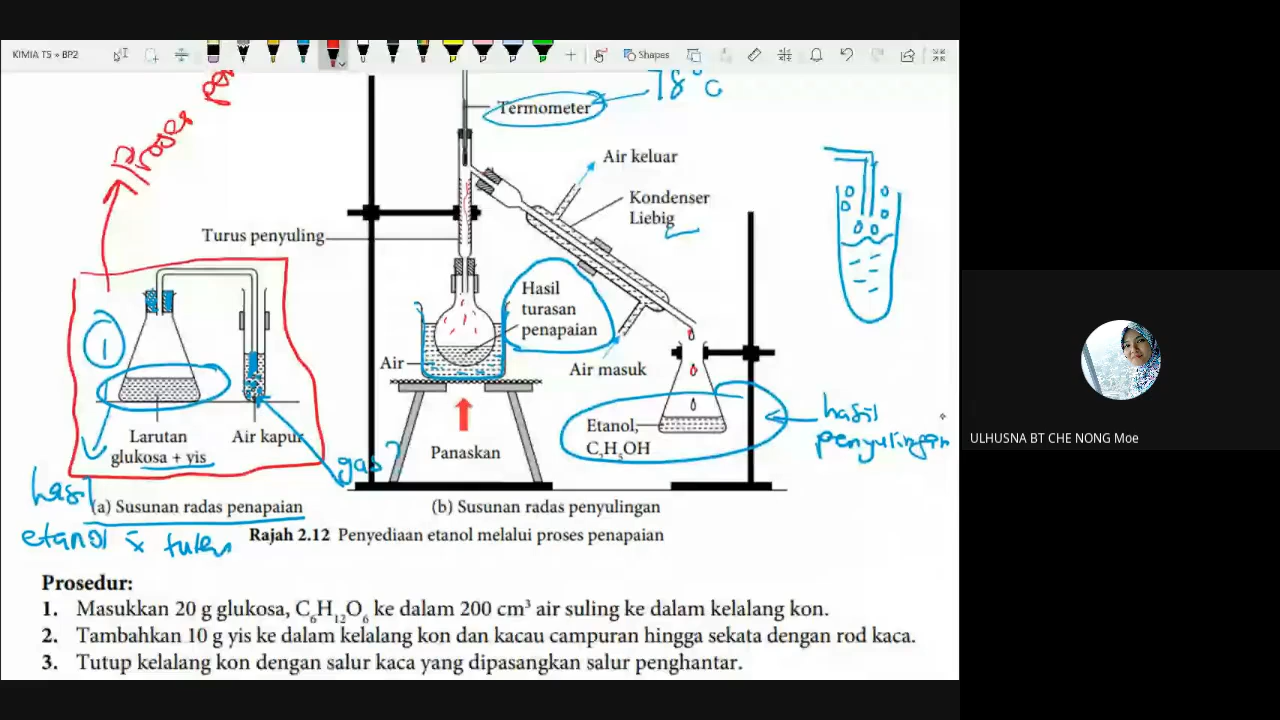 KIMIA T5 » BP2
Shapes
Proses
78°C
Termometer
Air keluar
Kondenser
Liebig
Turus penyuling
Hasil
turasan
penapaian
1
Air
Air masuk
Larutan
glukosa + yis
Air kapur
gas
Panaskan
Etanol,
C₂H₅OH
hasil
penyulingan
ULHUSNA BT CHE NONG Moe
hasil
etanol
(a) Susunan radas penapaian
(b) Susunan radas penyulingan
Rajah 2.12 Penyediaan etanol melalui proses penapaian
Prosedur:
1. Masukkan 20 g glukosa, C₆H₁₂O₆ ke dalam 200 cm³ air suling ke dalam kelalang kon.
2. Tambahkan 10 g yis ke dalam kelalang kon dan kacau campuran hingga sekata dengan rod kaca.
3. Tutup kelalang kon dengan salur kaca yang dipasangkan salur penghantar.